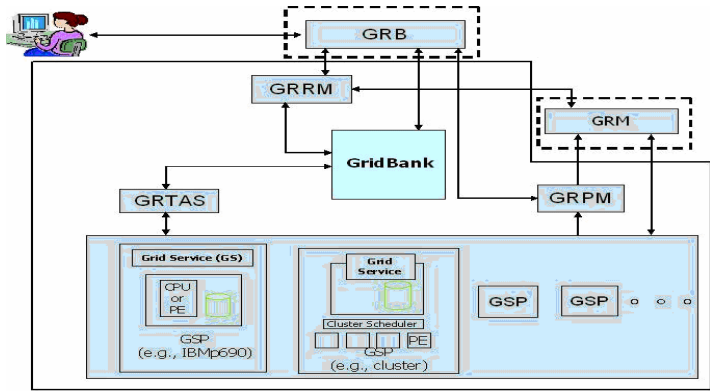 GRB
GRRM
GRM
GridBank
GRTAS
GRPM
Grid Service (GS)
CPU
or
PE
GSP
(e.g., IBMp690)
Grid
Service
Cluster Scheduler
PE
GSP
(e.g., cluster)
GSP
GSP